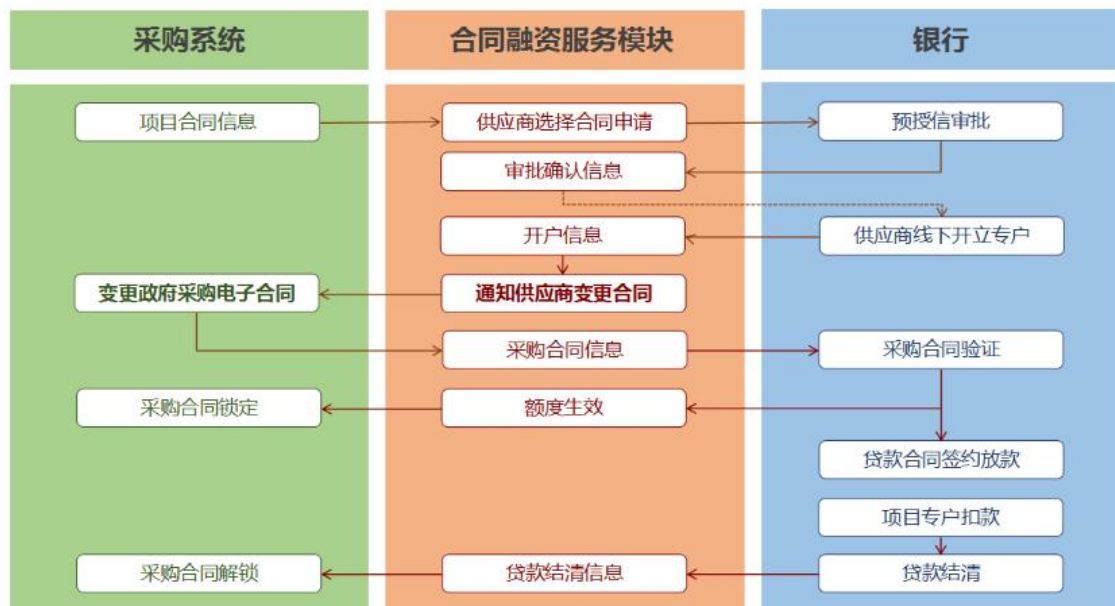 采购系统
合同融资服务模块
银行
项目合同信息
供应商选择合同申请
预授信审批
审批确认信息
开户信息
供应商线下开立专户
变更政府采购电子合同
通知供应商变更合同
采购合同信息
采购合同验证
采购合同锁定
额度生效
贷款合同签约放款
项目专户扣款
采购合同解锁
贷款结清信息
贷款结清